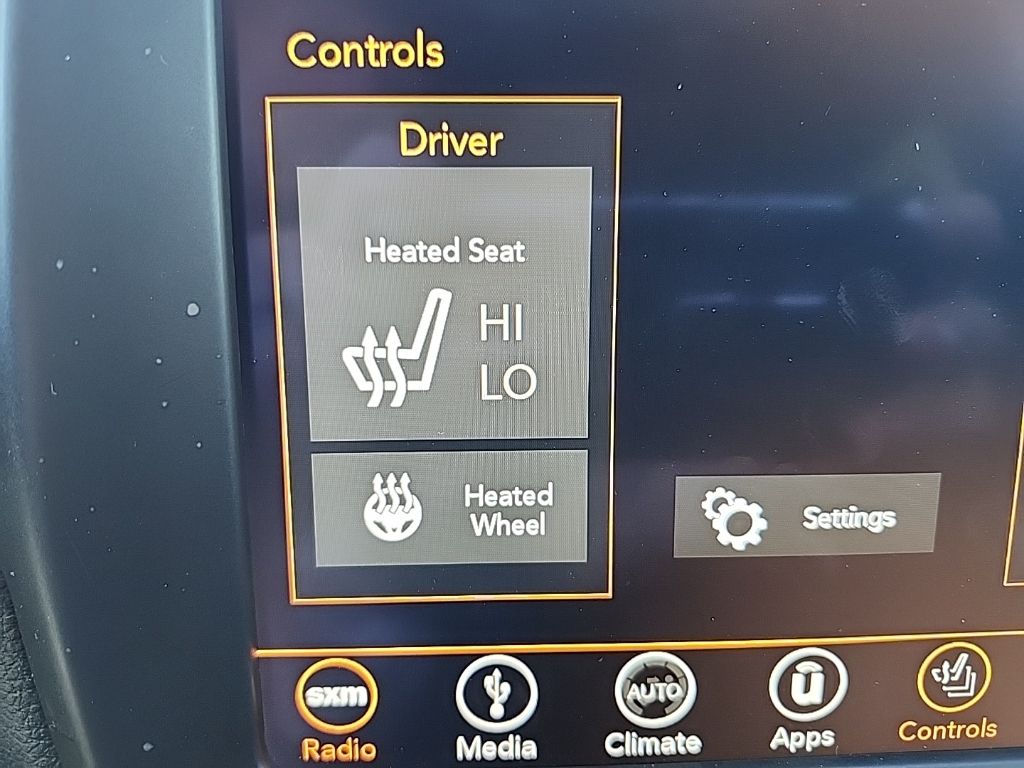 Controls
Driver
Heated Seat
HI
LO
Heated
Wheel
Settings
sxm
AUTO
u
Radio
Media
Climate
Apps
Controls